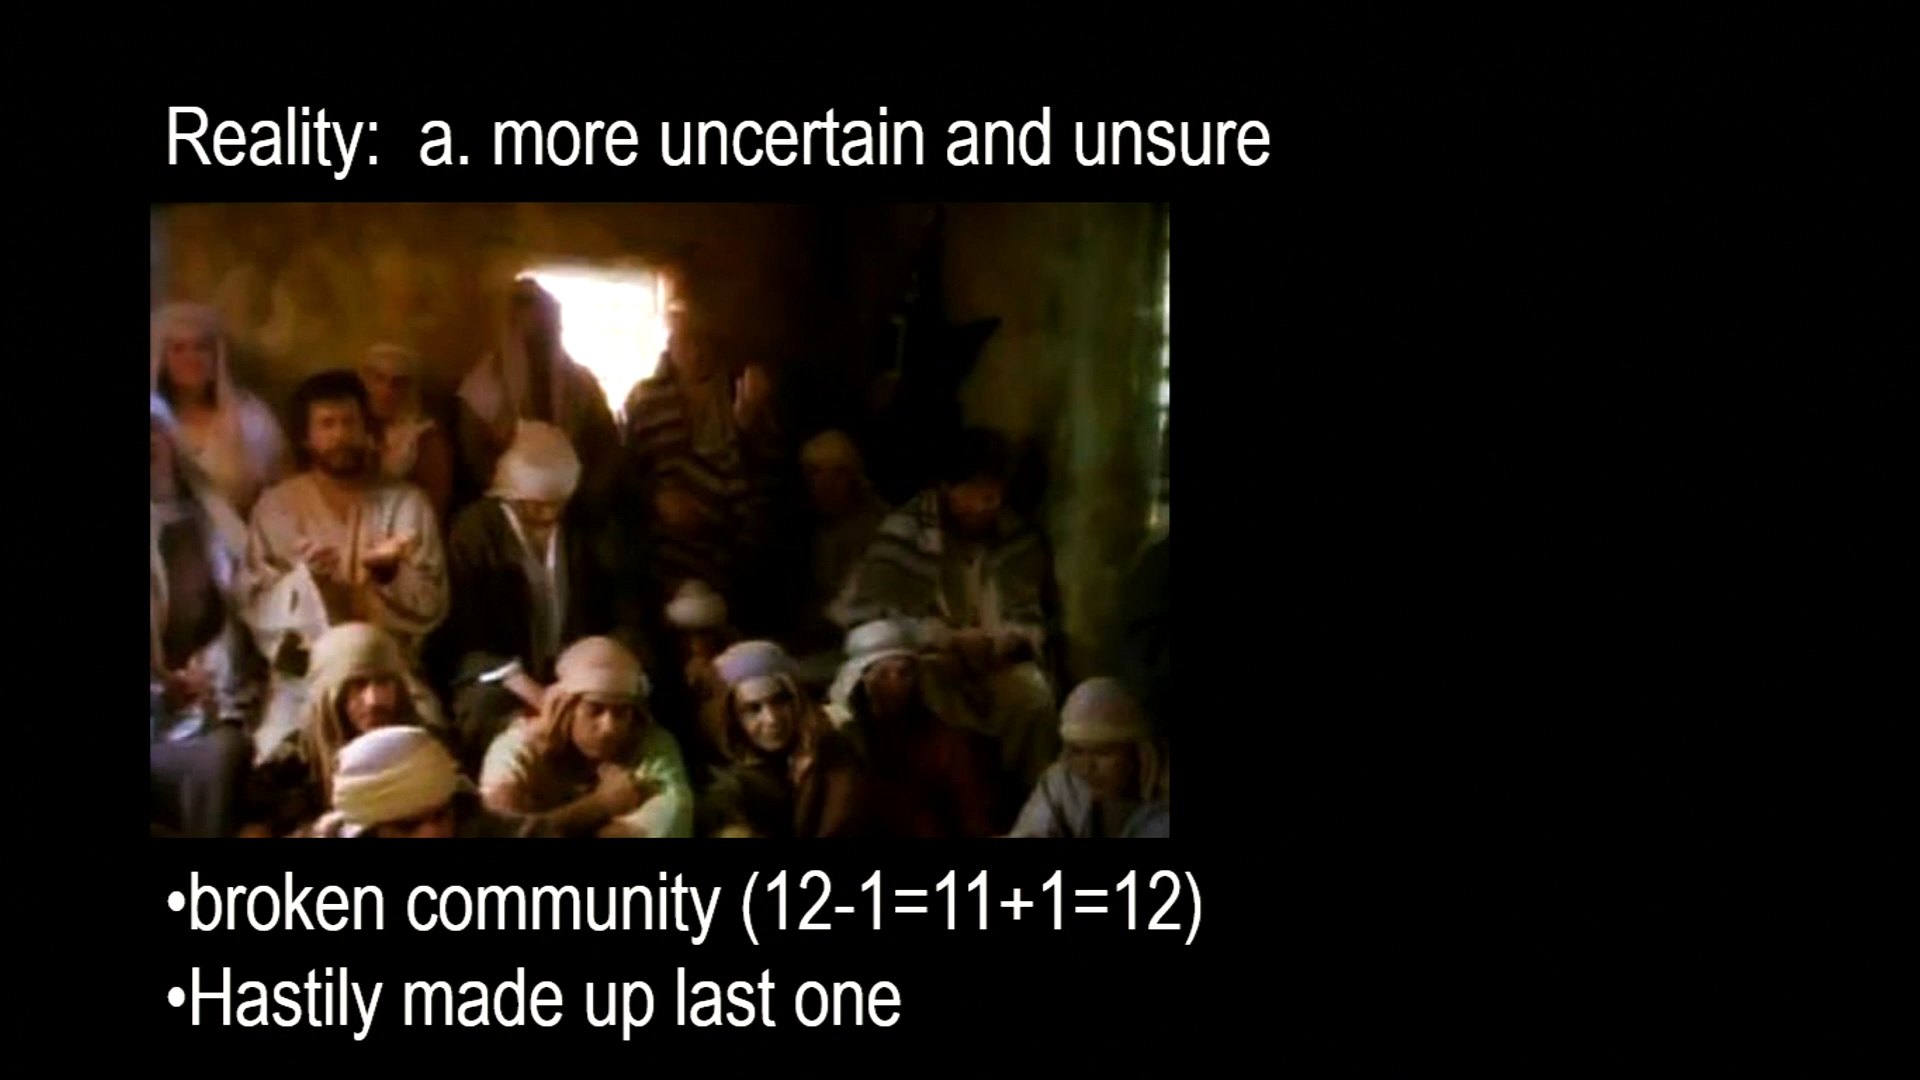 Reality:  a. more uncertain and unsure
•broken community (12-1=11+1=12)
•Hastily made up last one